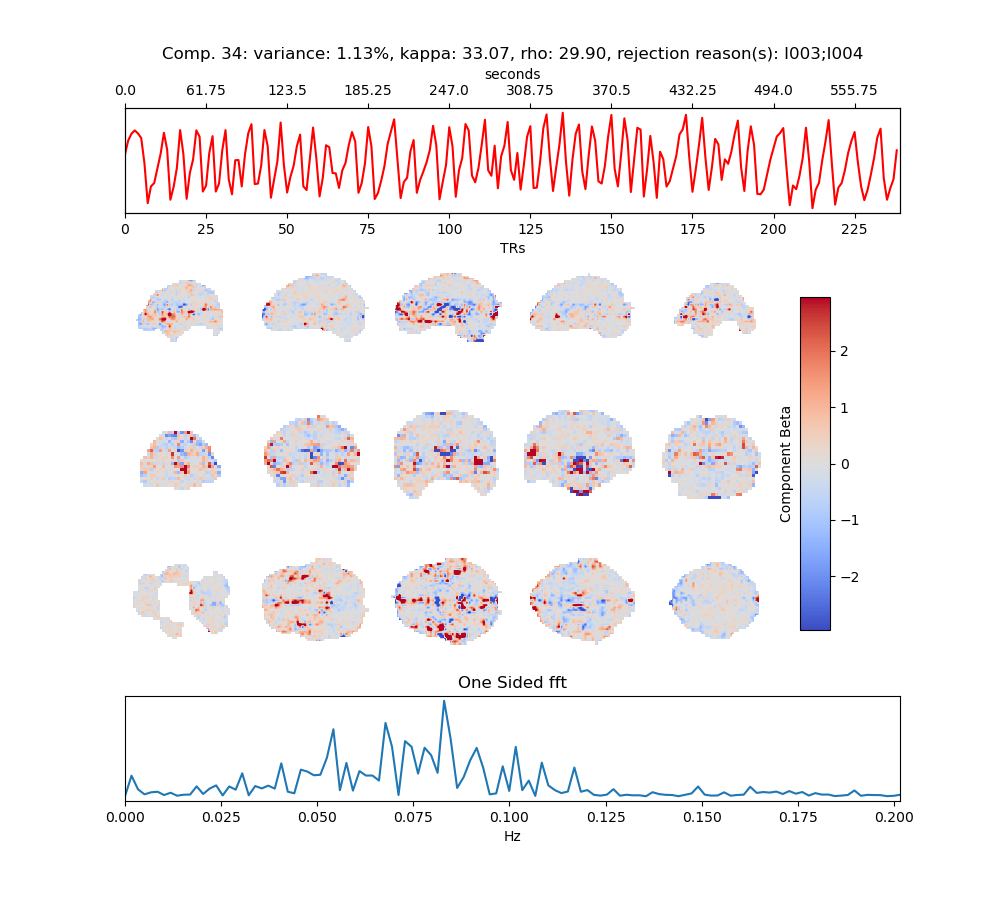 Comp. 34: variance: 1.13%, kappa: 33.07, rho: 29.90, rejection reason(s): I003;I004
seconds
0.0 61.75 123.5 185.25 247.0 308.75 370.5 432.25 494.0 555.75
0 25 50 75 100 125 150 175 200 225
TRs
2
1
0
−1
−2
Component Beta
One Sided fft
0.000 0.025 0.050 0.075 0.100 0.125 0.150 0.175 0.200
Hz